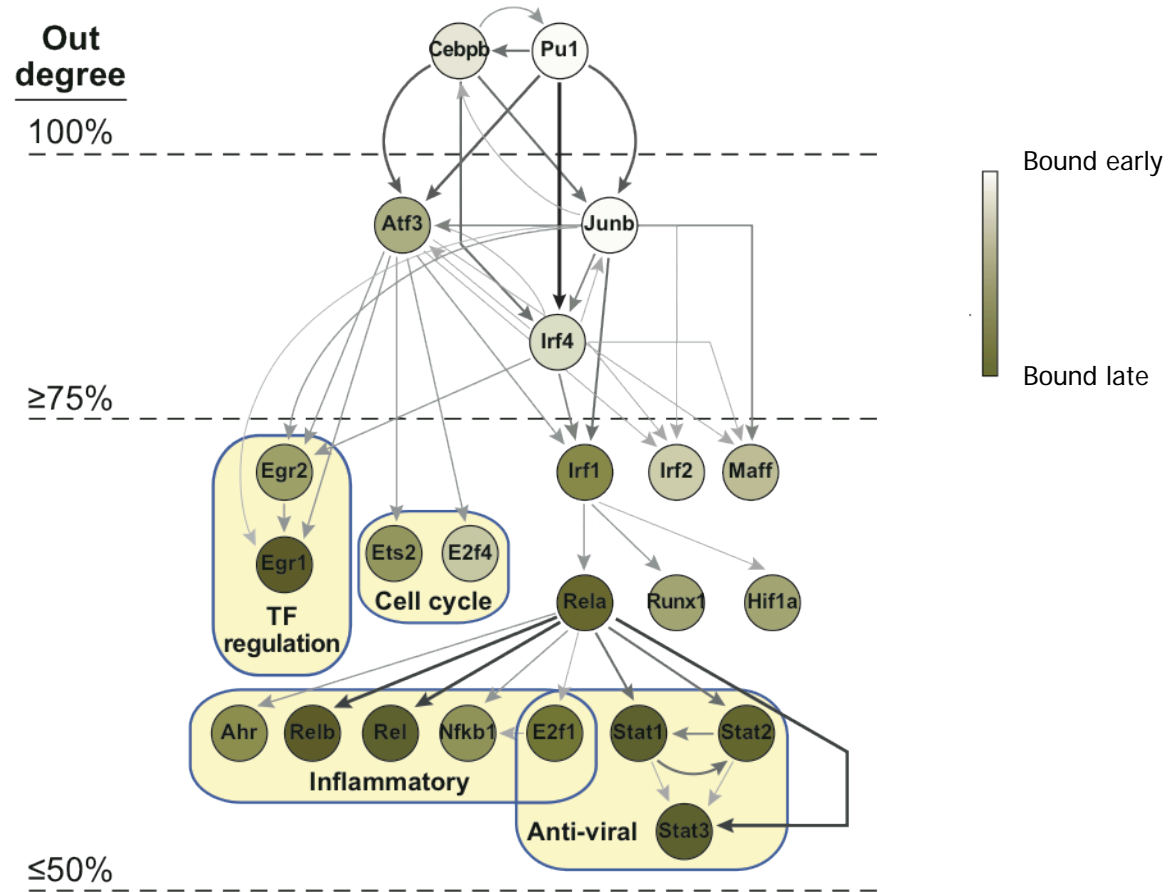 Out
degree
Cebpb
Pu1
100%
Bound early
Atf3
Junb
Irf4
Bound late
≥75%
Egr2
Irf1
Irf2
Maff
Egr1
Ets2
E2f4
Cell cycle
TF
regulation
Rela
Runx1
Hif1a
Ahr
Relb
Rel
Nfkb1
E2f1
Stat1
Stat2
Inflammatory
Anti-viral
Stat3
≤50%